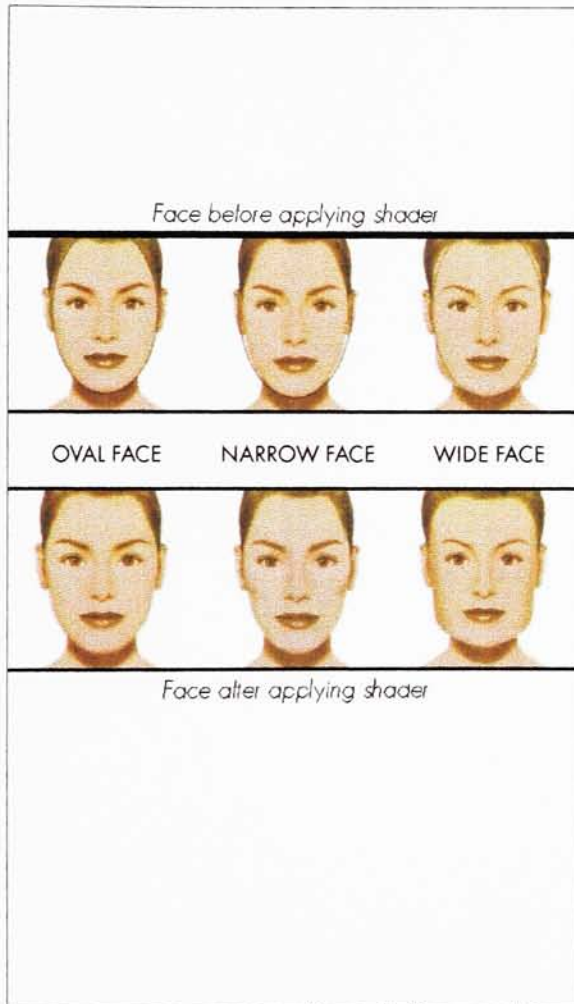 Face before applying shader
OVAL FACE NARROW FACE WIDE FACE
Face after applying shader